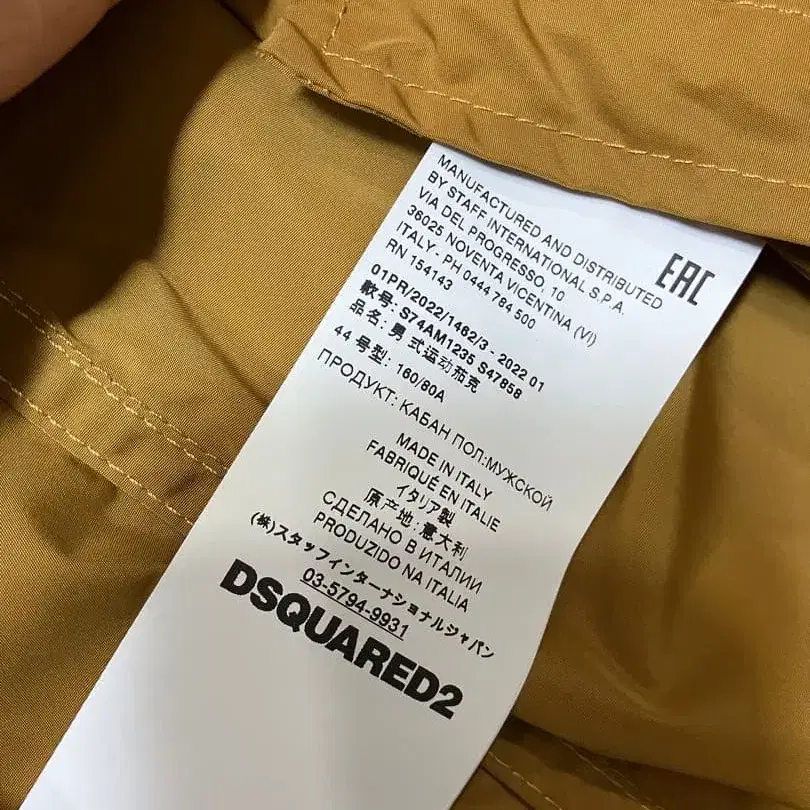 MANUFACTURED AND DISTRIBUTED
BY STAFF INTERNATIONAL S.P.A.
VIA DEL PROGRESSO, 10
36025 NOVENTA VICENTINA (VI)
ITALY. PH 0444 784 500
RN 154143
EAC
01PR/2022/1462/3 - 2022 01
款号: S74AM1235 S47858
品名: 男 式运动茄克
44 号型: 160/80A
ПРОДУКТ: КАБАН ПОЛ:МУЖСКОЙ
MADE IN ITALY
FABRIQUÉ EN ITALIE
イタリア製
原产地: 意大利
СДЕЛАНО В ИТАЛИИ
PRODUZIDO NA ITALIA
(株)スタッフインターナショナルジャパン
03-5794-9931
DSQUARED2